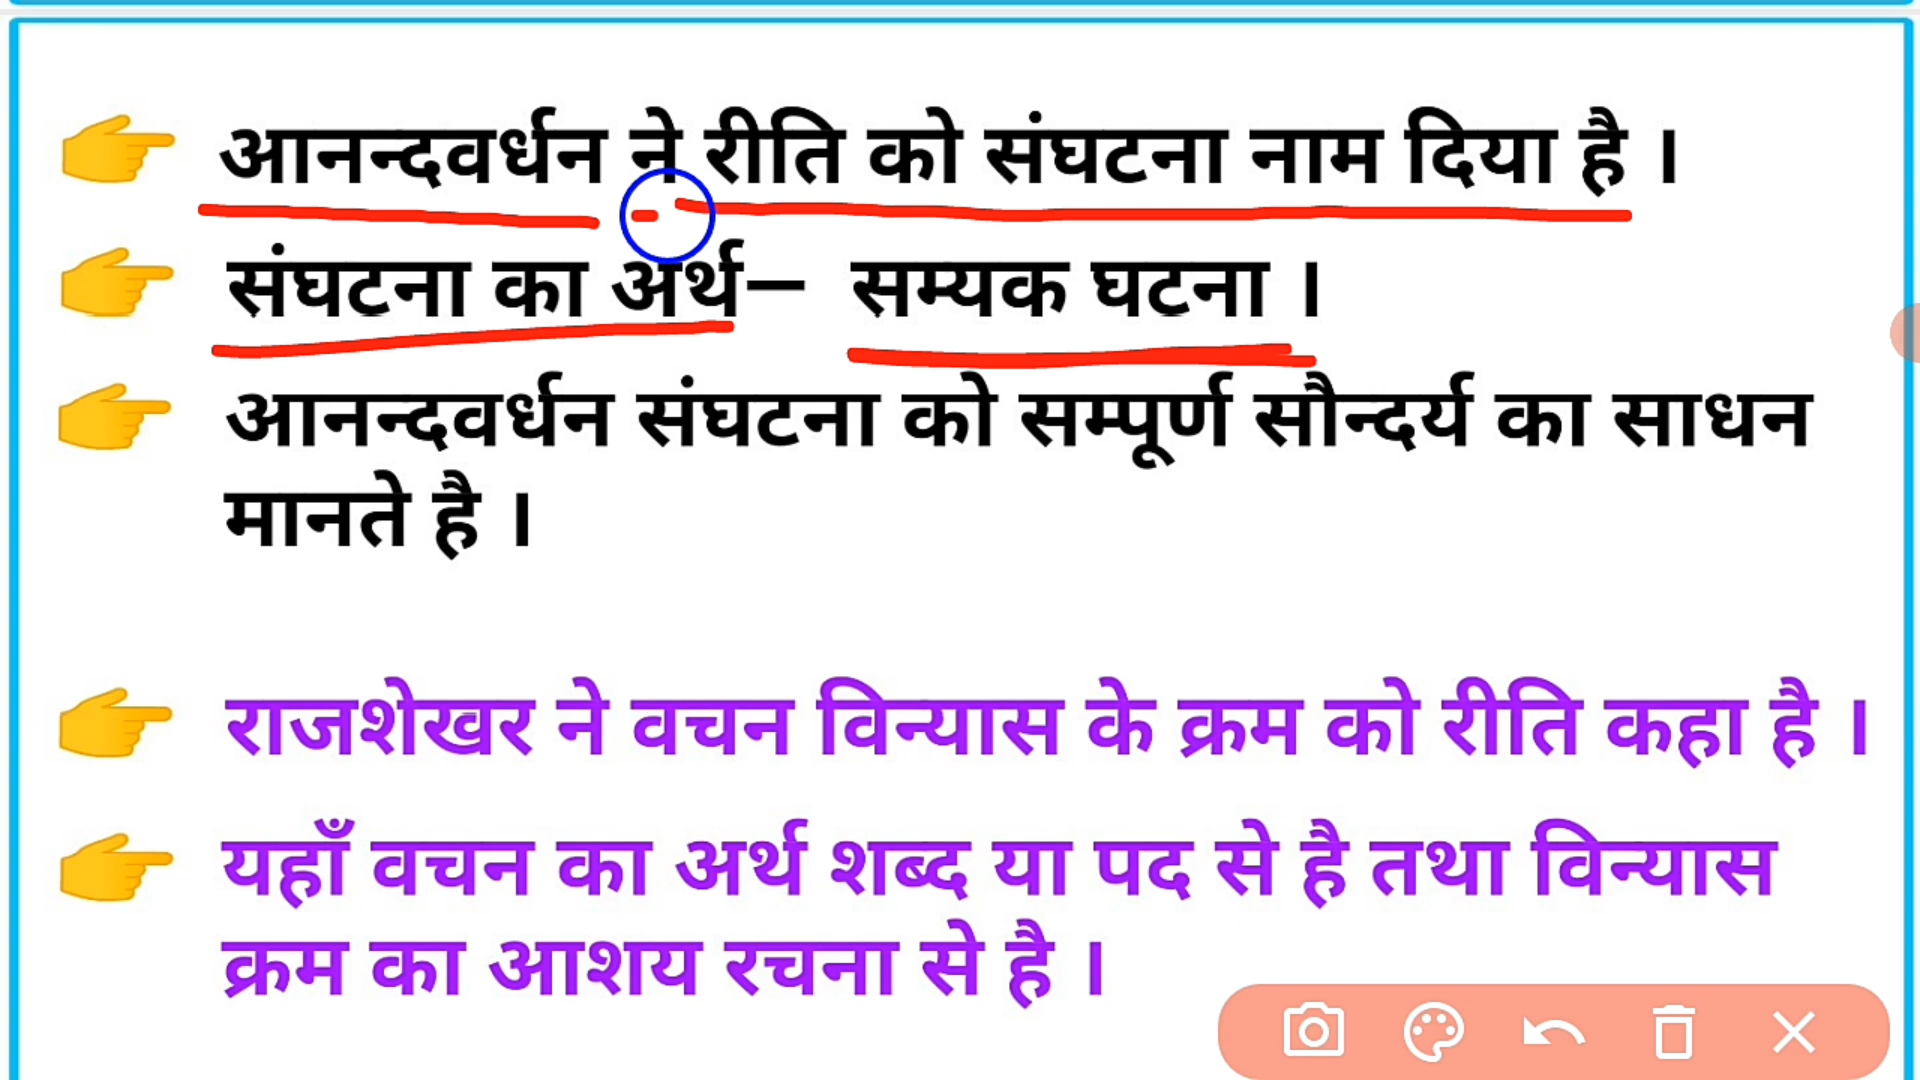 आनन्दवर्धन ने रीति को संघटना नाम दिया है ।
संघटना का अर्थ– सम्यक घटना ।
आनन्दवर्धन संघटना को सम्पूर्ण सौन्दर्य का साधन
मानते है ।
राजशेखर ने वचन विन्यास के क्रम को रीति कहा है ।
यहाँ वचन का अर्थ शब्द या पद से है तथा विन्यास
क्रम का आशय रचना से है ।